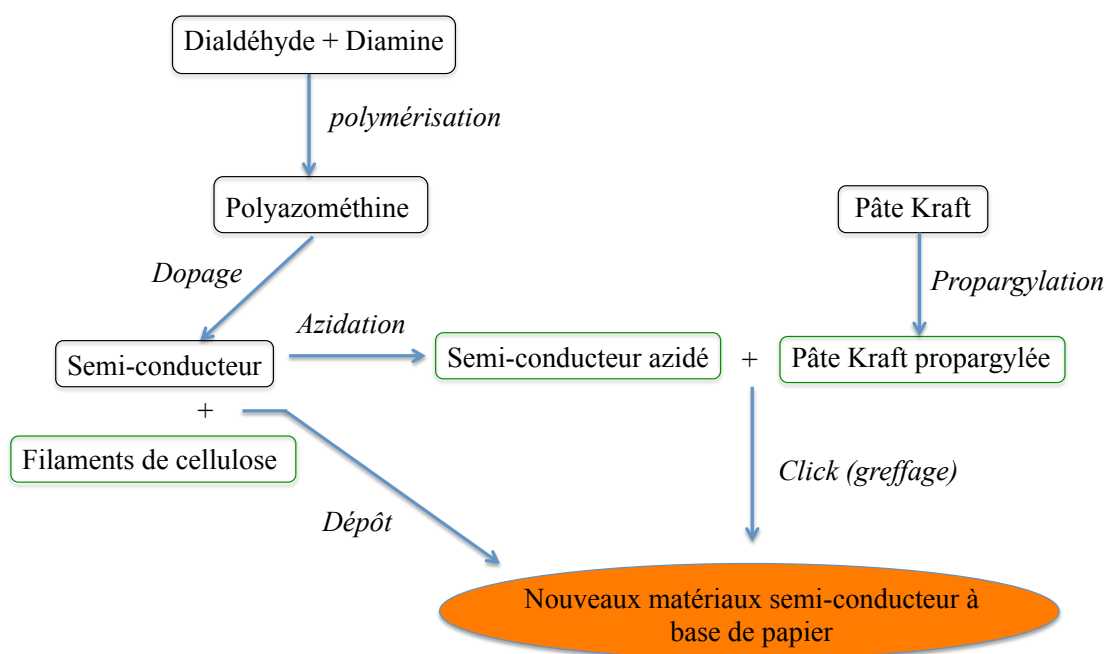 Dialdéhyde + Diamine
polymérisation
Polyazométhine
Pâte Kraft
Dopage
Propargylation
Azidation
Semi-conducteur
Semi-conducteur azidé
+
Pâte Kraft propargylée
+
Filaments de cellulose
Click (greffage)
Dépôt
Nouveaux matériaux semi-conducteur à
base de papier